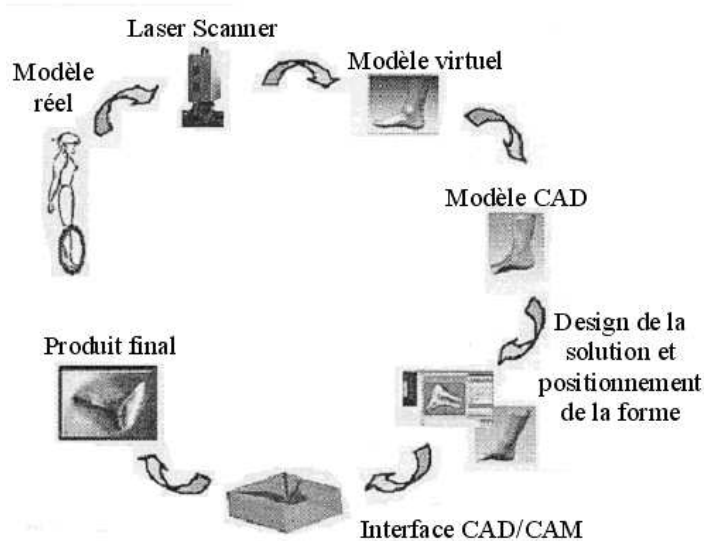 Laser Scanner
Modèle
réel
Modèle virtuel
Modèle CAD
Design de la
solution et
positionnement
de la forme
Produit final
Interface CAD/CAM